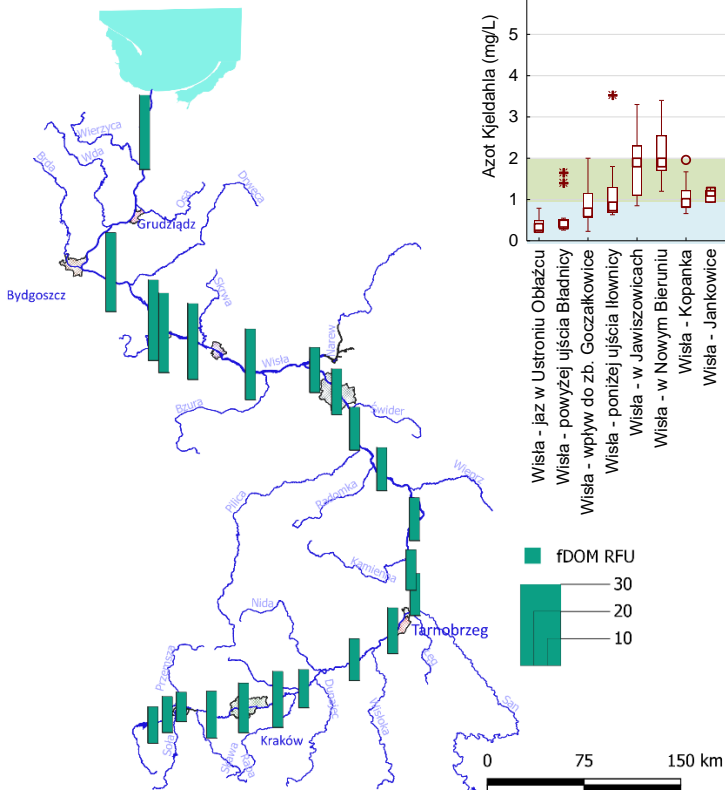 Azot Kjeldahla (mg/L)
5
4
3
2
1
0
Wisła - jaz w Ustroniu Obłaźcu
Wisła - powyżej ujścia Bładnicy
Wisła - wpływ do zb. Goczałkowice
Wisła - poniżej ujścia Iłownicy
Wisła - w Jawiszowicach
Wisła - w Nowym Bieruniu
Wisła - Kopanka
Wisła - Jankowice
Wierzyca
Wda
Brda
Osa
Drwęca
Grudziądz
Bydgoszcz
Skrwa
Wisła
Narew
Bzura
Świder
Pilica
Radomka
Wieprz
Kamienna
Nida
Tarnobrzeg
Łęg
San
Przemsza
Soła
Skawa
Raba
Kraków
Dunajec
Wisłoka
fDOM RFU
30
20
10
0
75
150 km